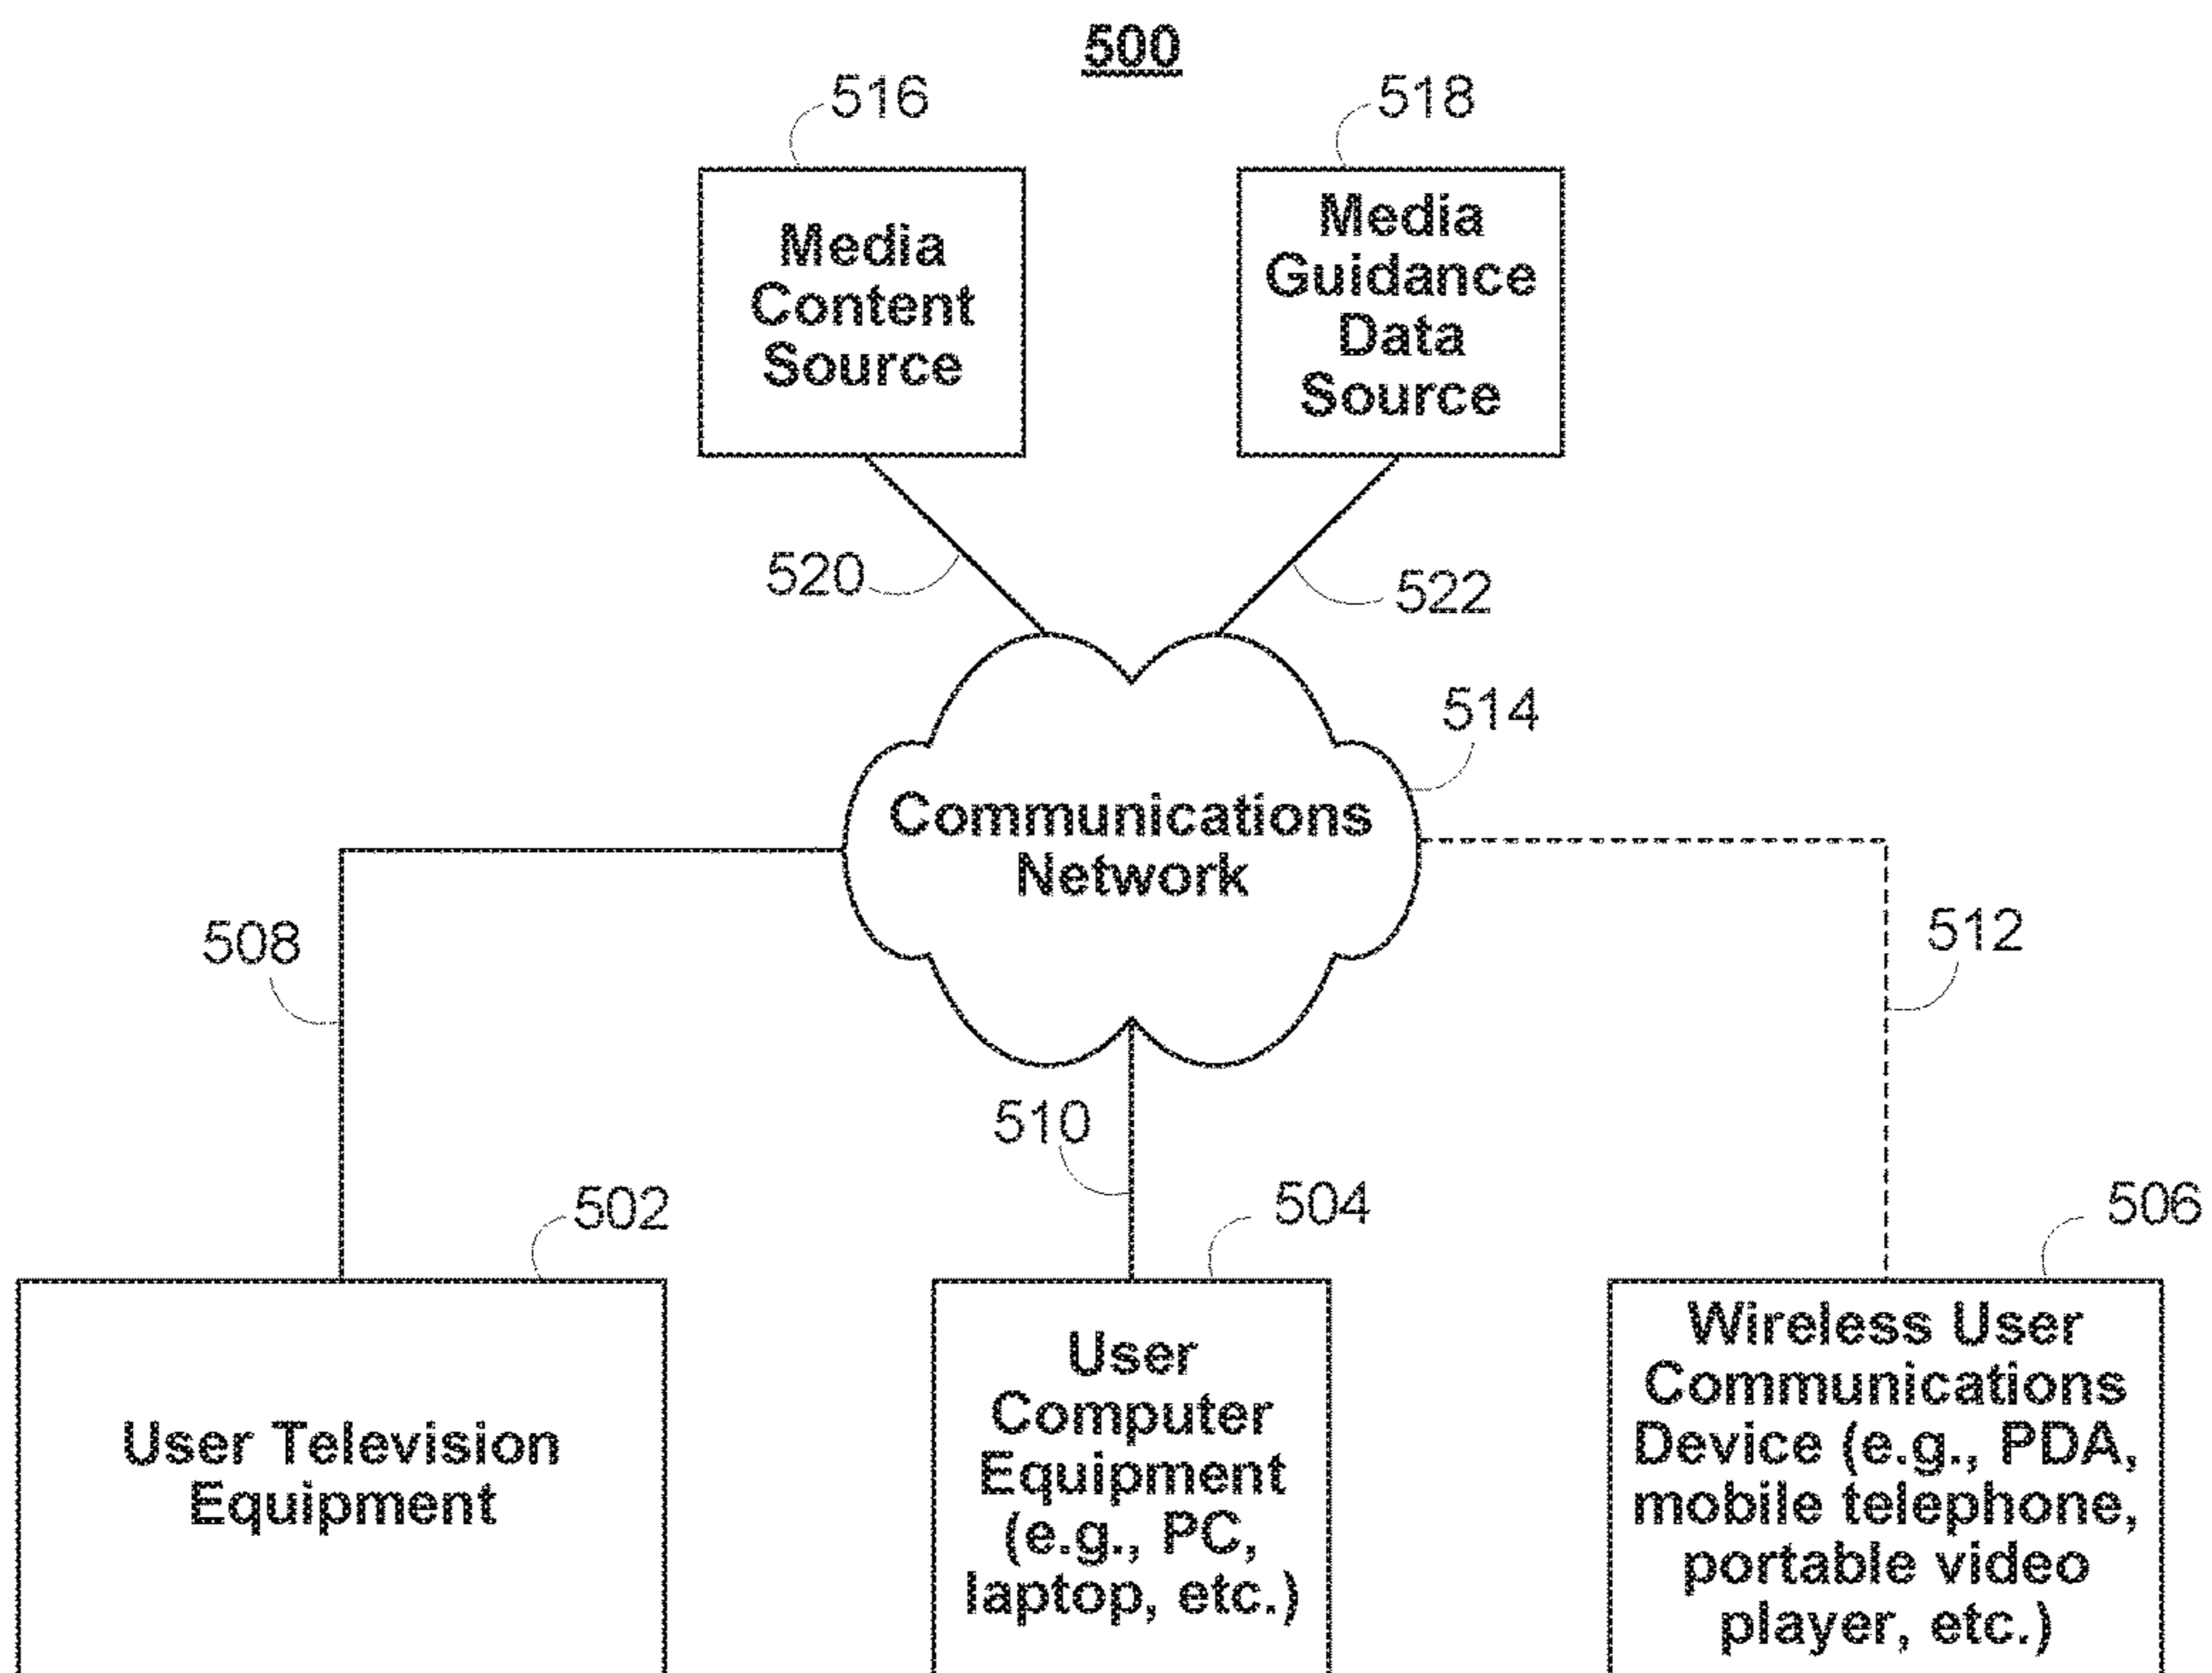 500
516
518
Media
Content
Source
Media
Guidance
Data
Source
520
522
514
Communications
Network
508
512
510
502
504
506
User Television
Equipment
User
Computer
Equipment
(e.g., PC,
laptop, etc.)
Wireless User
Communications
Device (e.g., PDA,
mobile telephone,
portable video
player, etc.)